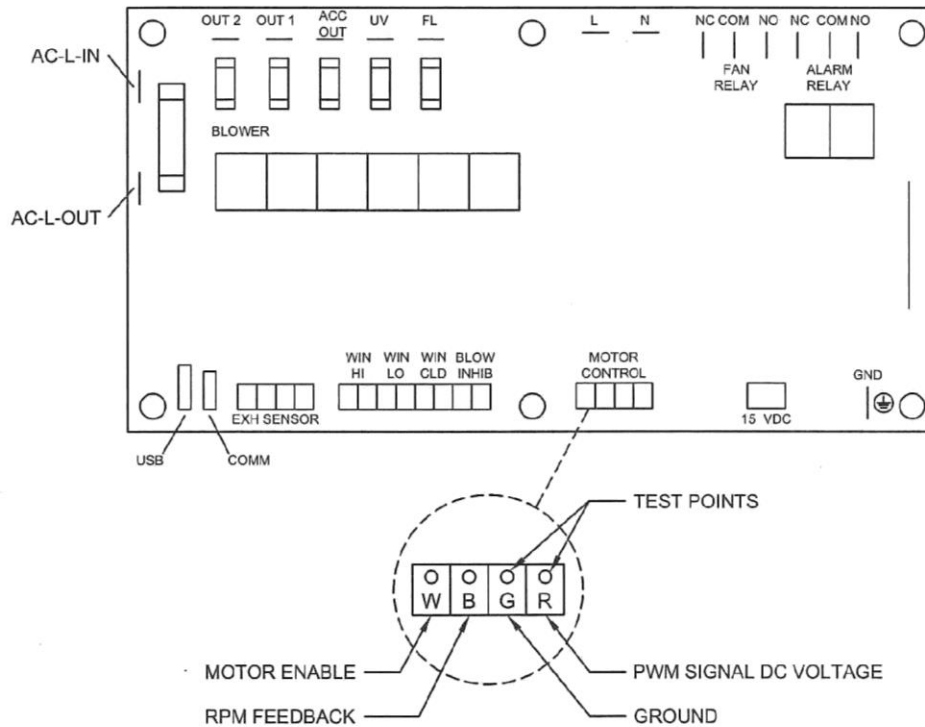 OUT 2 OUT 1 ACC OUT UV FL L N NC COM NO NC COM NO
AC-L-IN
FAN RELAY ALARM RELAY
BLOWER
AC-L-OUT
WIN HI WIN LO WIN CLD BLOW INHIB MOTOR CONTROL
GND
EXH SENSOR 15 VDC
USB COMM
TEST POINTS
W B G R
MOTOR ENABLE PWM SIGNAL DC VOLTAGE
RPM FEEDBACK GROUND